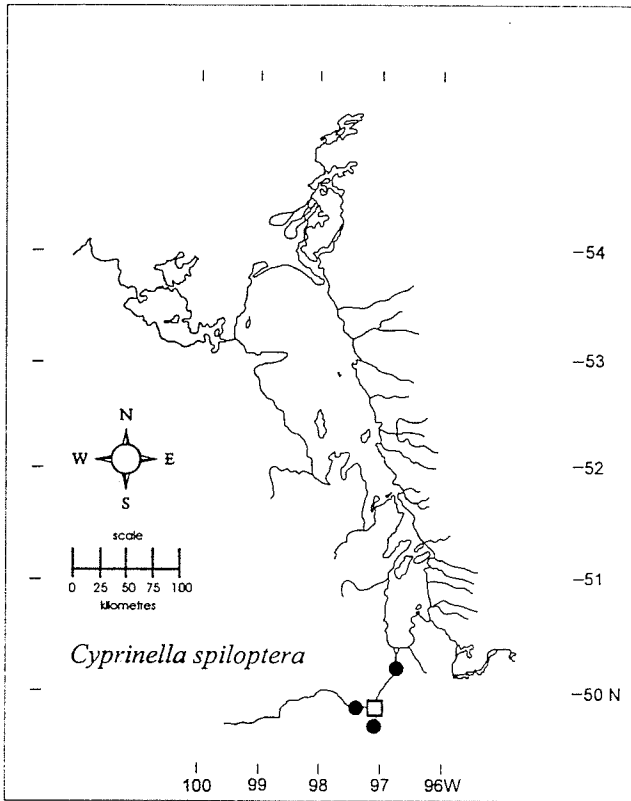 –54
–53
N
W E
S
–52
scale
0 25 50 75 100
kilometres
–51
Cyprinella spiloptera
–50 N
100 99 98 97 96W